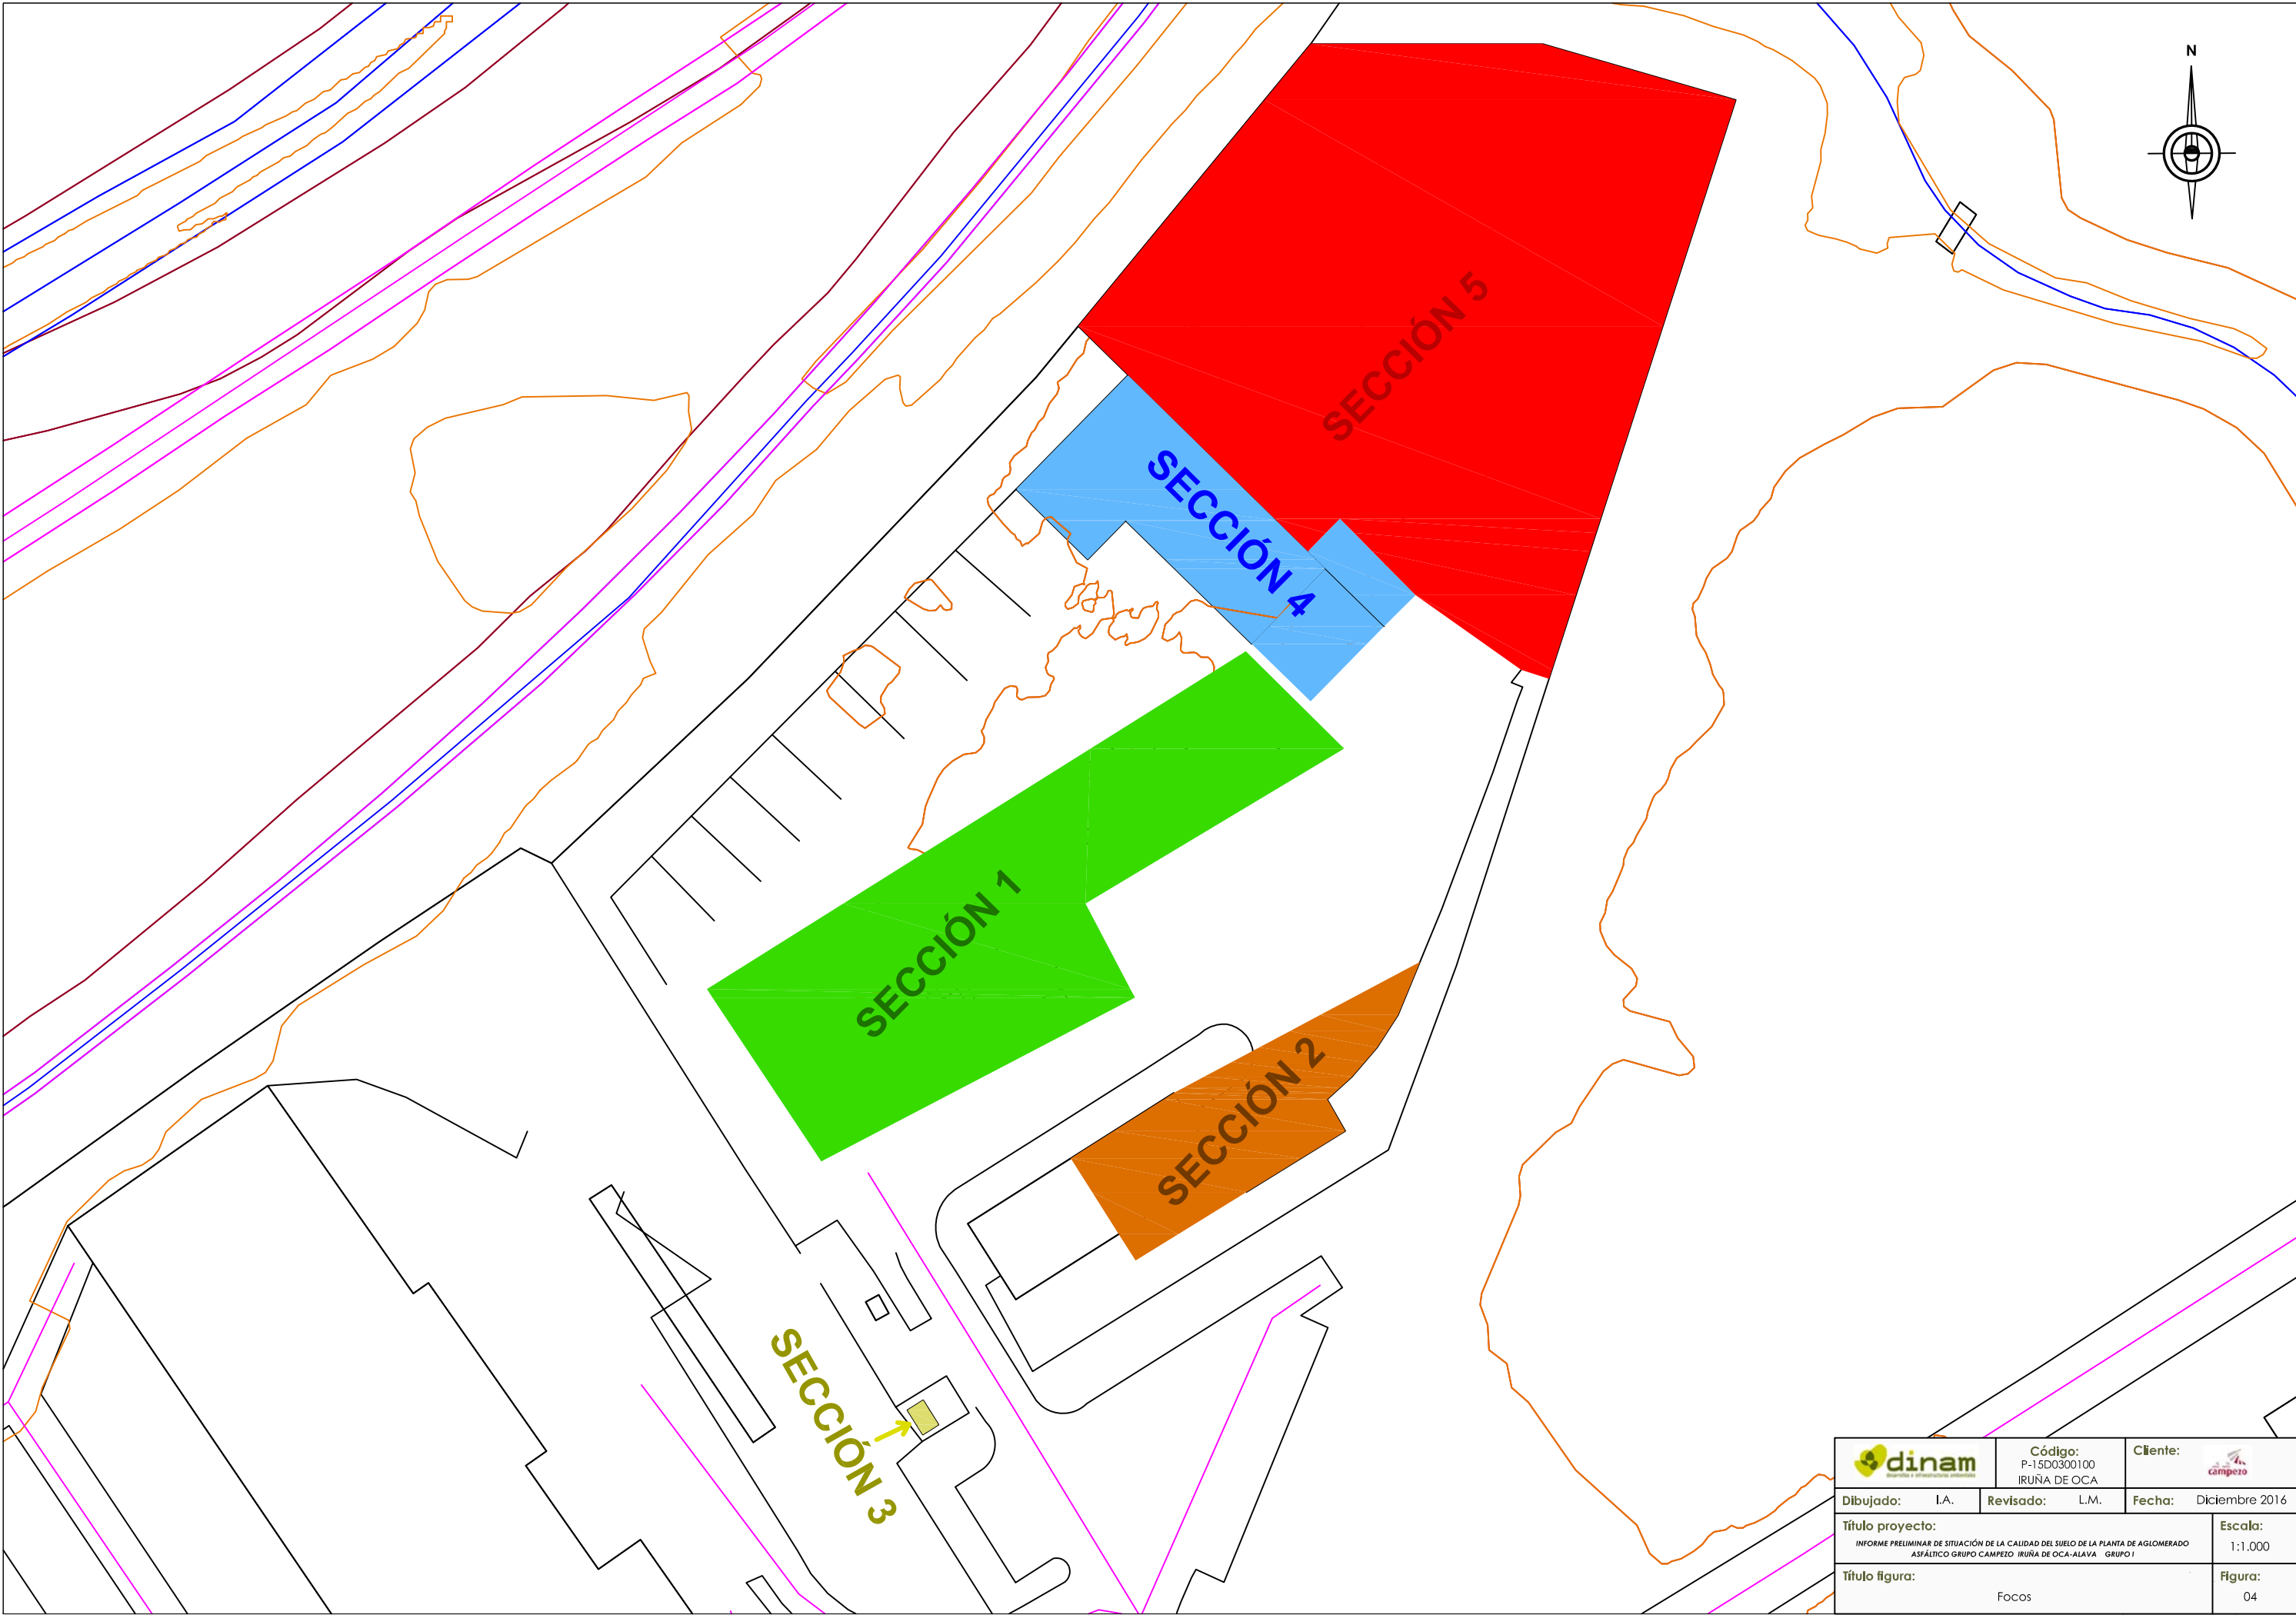 N
SECCIÓN 5
SECCIÓN 4
SECCIÓN 1
SECCIÓN 2
SECCIÓN 3
dinam
Código:
P-15D0300100
IRUÑA DE OCA
Cliente:
campezo
Dibujado: I.A.
Revisado: L.M.
Fecha: Diciembre 2016
Título proyecto:
INFORME PRELIMINAR DE SITUACIÓN DE LA CALIDAD DEL SUELO DE LA PLANTA DE AGLOMERADO
ASFÁLTICO GRUPO CAMPEZO IRUÑA DE OCA-ALAVA GRUPO I
Escala:
1:1.000
Título figura:
Focos
Figura:
04